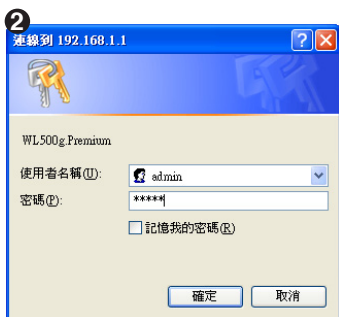 2
連線到 192.168.1.1
WL500g.Premium
使用者名稱(U):
admin
密碼(P):
*****
記憶我的密碼(R)
確定
取消